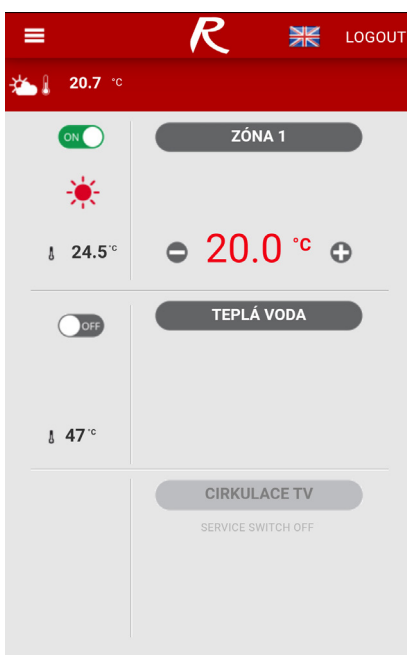 R LOGOUT
20.7 °C
ON ZÓNA 1
24.5 °C 20.0 °C
OFF TEPLÁ VODA
47 °C
CIRKULACE TV
SERVICE SWITCH OFF